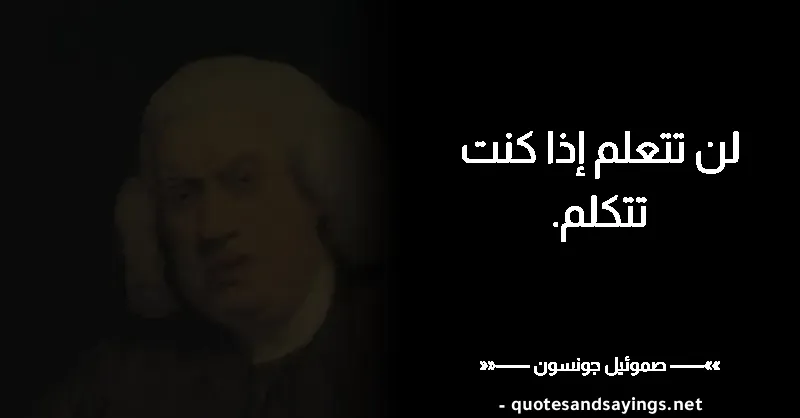 لن تتعلم إذا كنت
تتكلم.
»»—— صموئيل جونسون ——««
- quotesandsayings.net